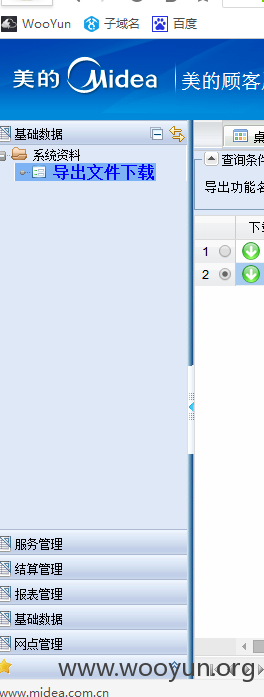 WooYun 子域名 百度
美的 Midea 美的顾客
基础数据
系统资料
导出文件下载
查询条件
导出功能名
1
2
服务管理
结算管理
报表管理
基础数据
网点管理
www.wooyun.org
www.midea.com.cn